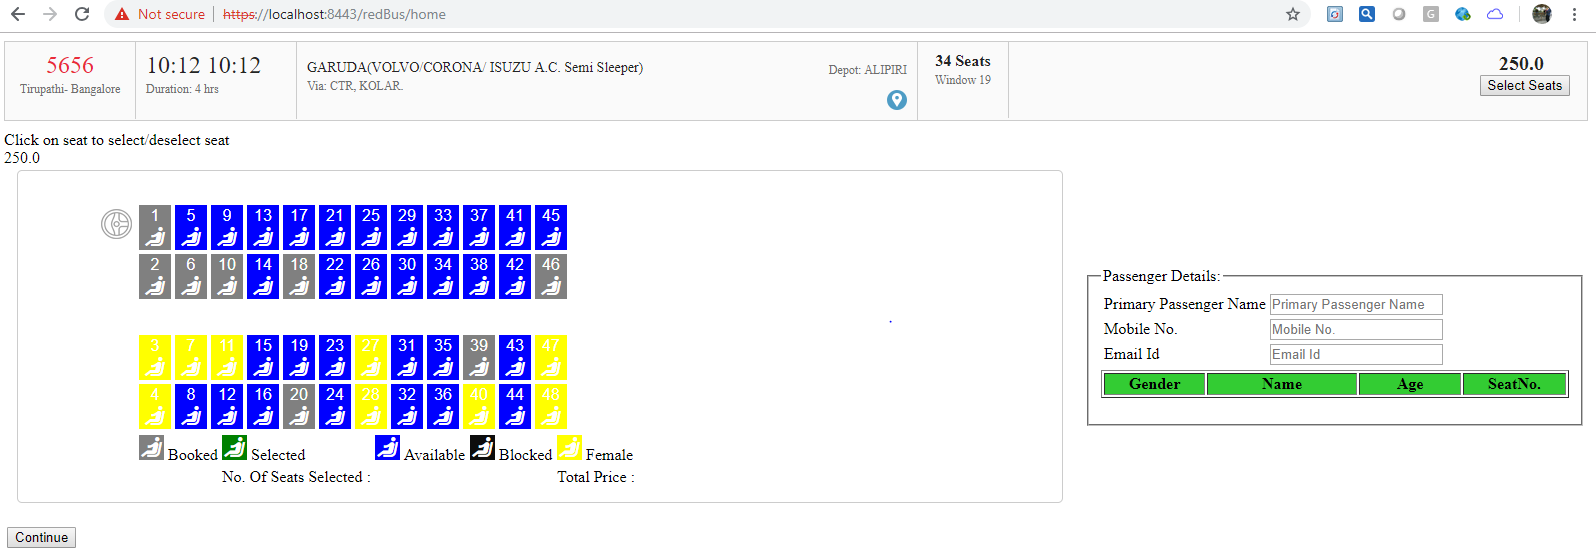 Not secure | https://localhost:8443/redBus/home
5656
Tirupathi- Bangalore
10:12 10:12
Duration: 4 hrs
GARUDA(VOLVO/CORONA/ ISUZU A.C. Semi Sleeper)
Via: CTR, KOLAR.
Depot: ALIPIRI
34 Seats
Window 19
250.0
Select Seats
Click on seat to select/deselect seat
250.0
1 5 9 13 17 21 25 29 33 37 41 45
2 6 10 14 18 22 26 30 34 38 42 46
3 7 11 15 19 23 27 31 35 39 43 47
4 8 12 16 20 24 28 32 36 40 44 48
Booked Selected Available Blocked Female
No. Of Seats Selected : Total Price :
Passenger Details:
Primary Passenger Name Primary Passenger Name
Mobile No. Mobile No.
Email Id Email Id
Gender Name Age SeatNo.
Continue